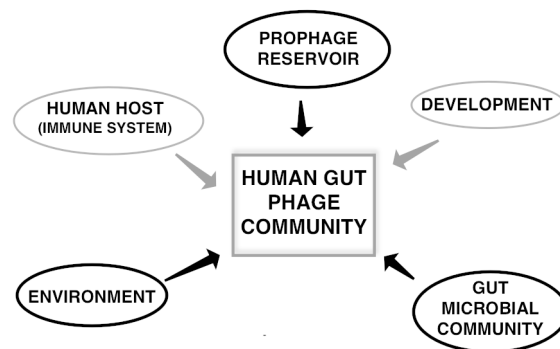 PROPHAGE
RESERVOIR
HUMAN HOST
(IMMUNE SYSTEM)
DEVELOPMENT
HUMAN GUT
PHAGE
COMMUNITY
ENVIRONMENT
GUT
MICROBIAL
COMMUNITY